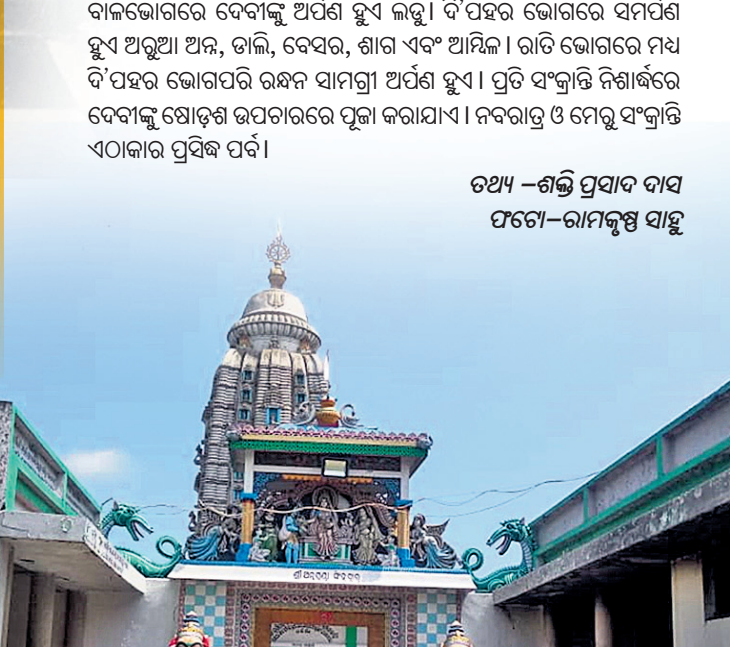 ବାଳଭୋଗରେ ଦେବୀଙ୍କୁ ଅର୍ପଣ ହୁଏ ଲଡୁ। ଦି’ପହର ଭୋଗରେ ସମର୍ପଣ
ହୁଏ ଅରୁଆ ଅନ୍ନ, ଡାଲି, ବେସର, ଶାଗ ଏବଂ ଆମ୍ଳିଳ। ରାତି ଭୋଗରେ ମଧ୍ୟ
ଦି’ପହର ଭୋଗପରି ରନ୍ଧନ ସାମଗ୍ରୀ ଅର୍ପଣ ହୁଏ। ପ୍ରତି ସଂକ୍ରାନ୍ତି ନିଶାର୍ଦ୍ଧରେ
ଦେବୀଙ୍କୁ ଷୋଡ଼ଶ ଉପଚାରରେ ପୂଜା କରାଯାଏ। ନବରାତ୍ର ଓ ମେରୁ ସଂକ୍ରାନ୍ତି
ଏଠାକାର ପ୍ରସିଦ୍ଧ ପର୍ବ।
ତଥ୍ୟ –ଶକ୍ତି ପ୍ରସାଦ ଦାସ
ଫଟୋ–ରାମକୃଷ୍ଣ ସାହୁ